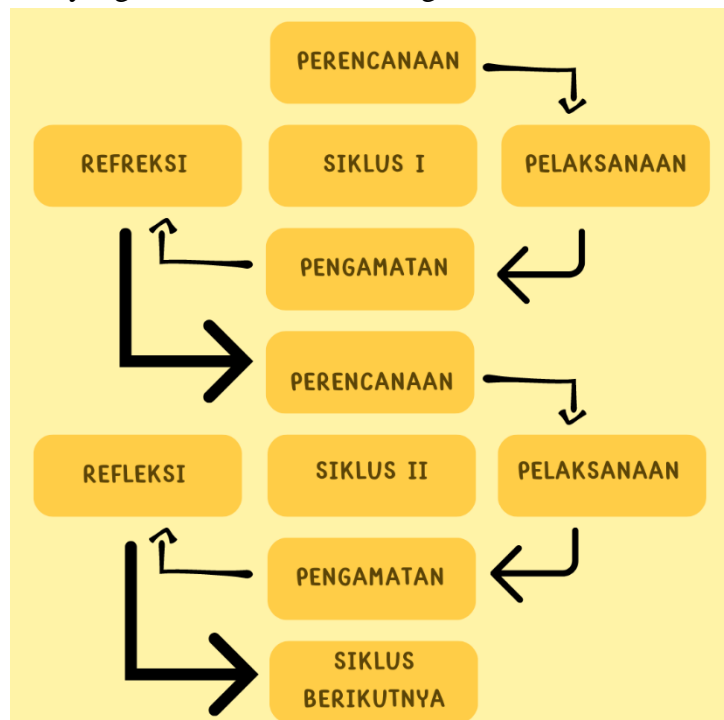 PERENCANAAN
REFREKSI
SIKLUS I
PELAKSANAAN
PENGAMATAN
PERENCANAAN
REFLEKSI
SIKLUS II
PELAKSANAAN
PENGAMATAN
SIKLUS
BERIKUTNYA